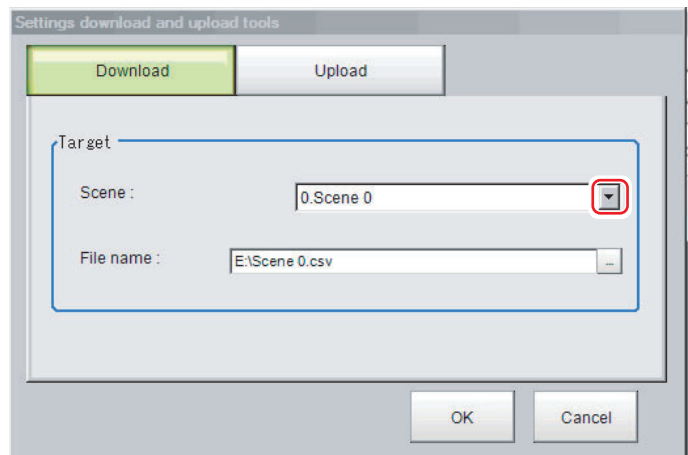 Settings download and upload tools
Download Upload
Target
Scene : 0.Scene 0
File name : E:\Scene 0.csv ...
OK Cancel